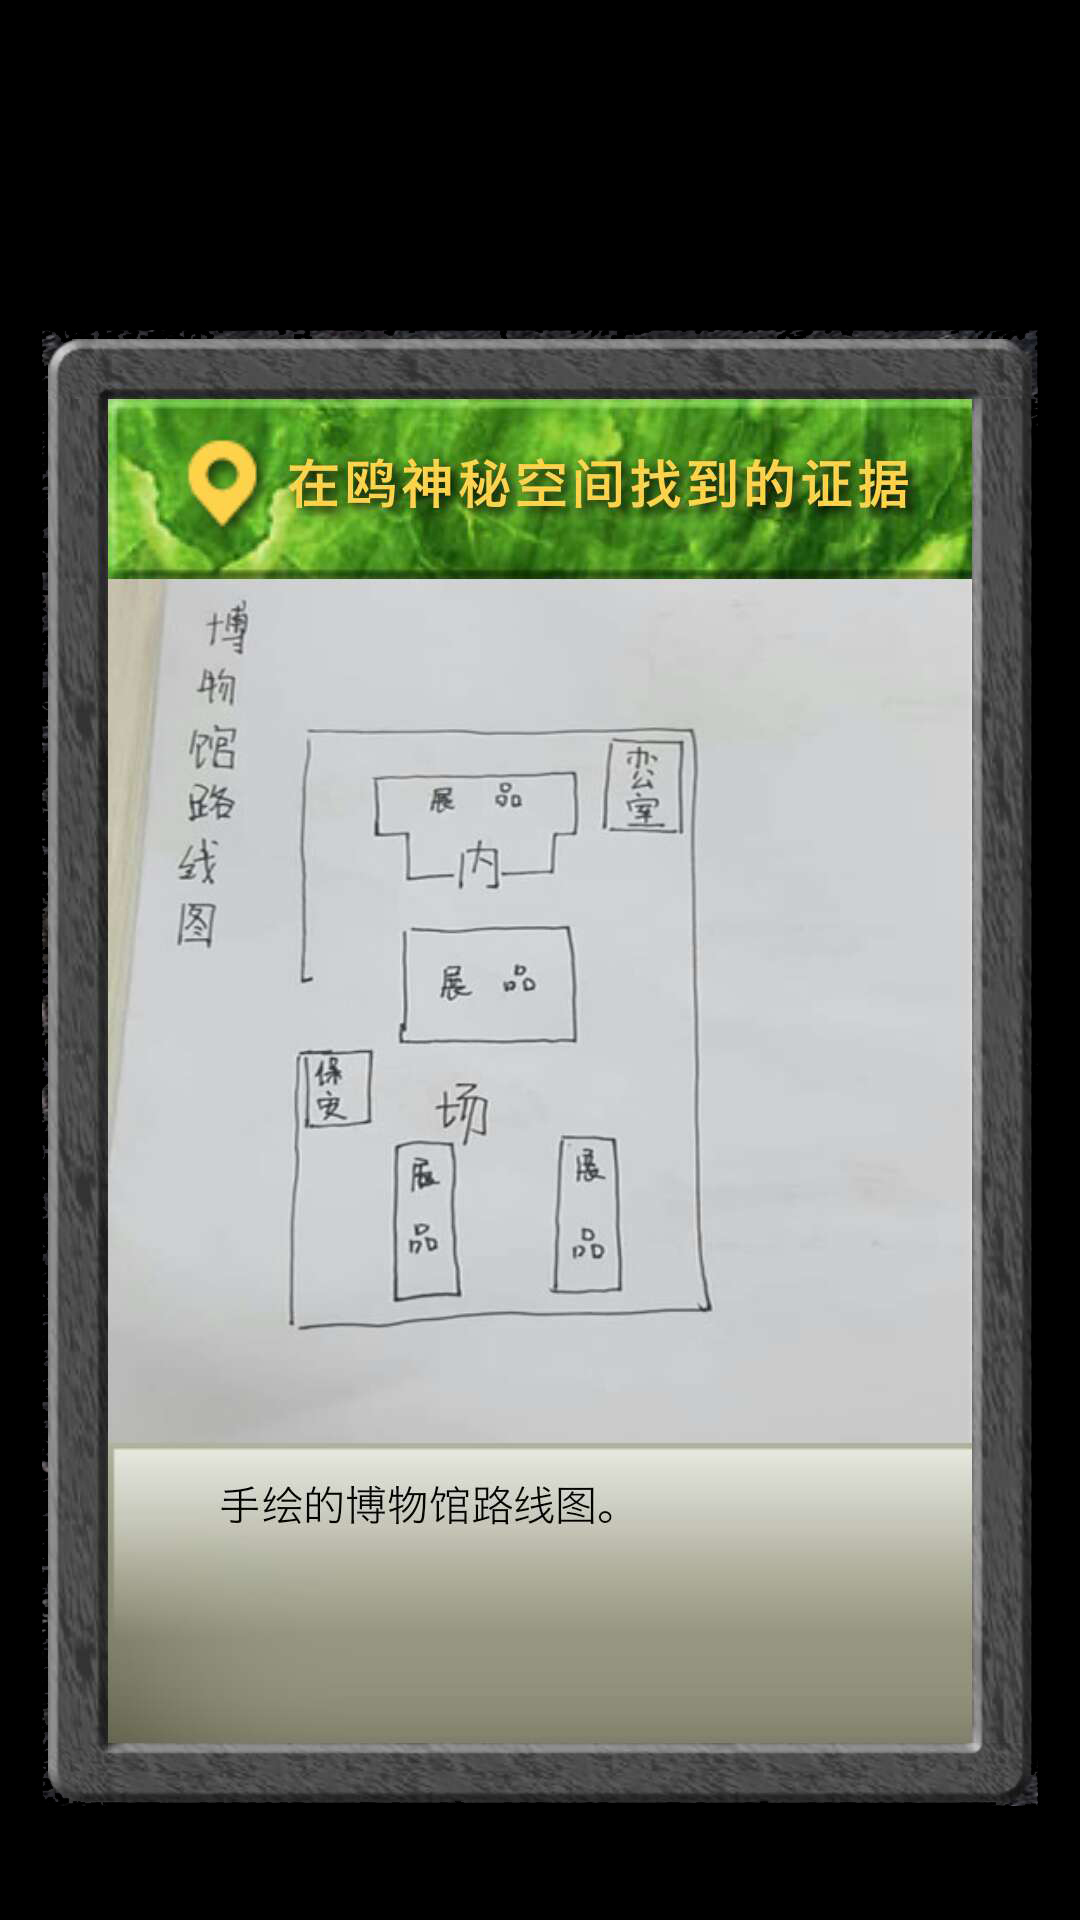 在鸥神秘空间找到的证据
博物馆路线图
办公室
展品
内
展品
保安
场
展品
展品
手绘的博物馆路线图。